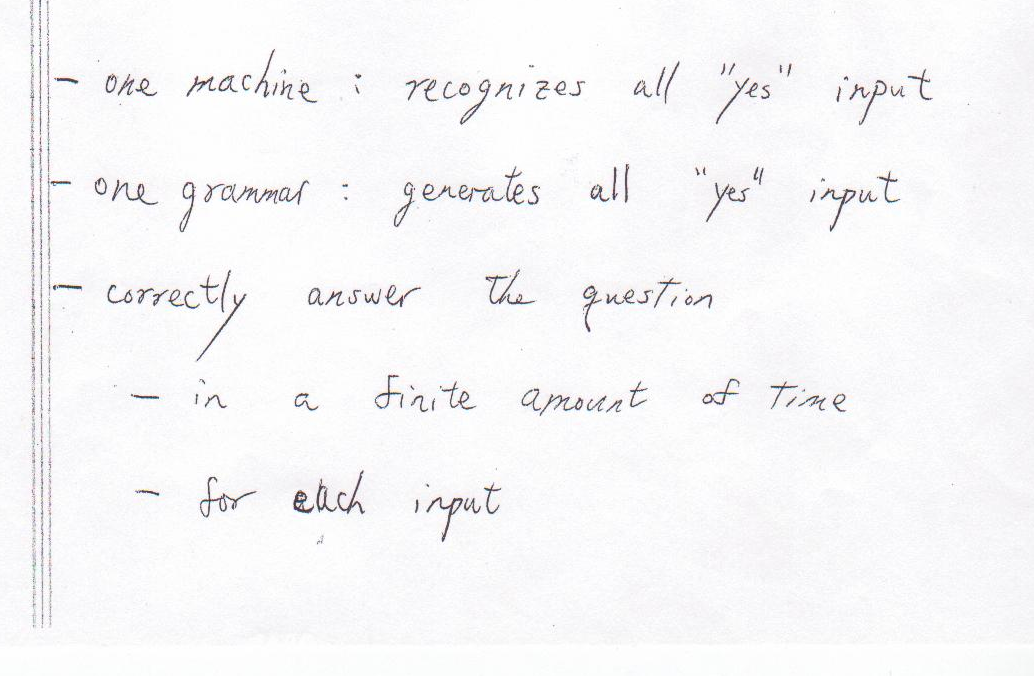 - one machine : recognizes all "yes" input
- one grammar : generates all "yes" input
- correctly answer the question
- in a finite amount of time
- for each input